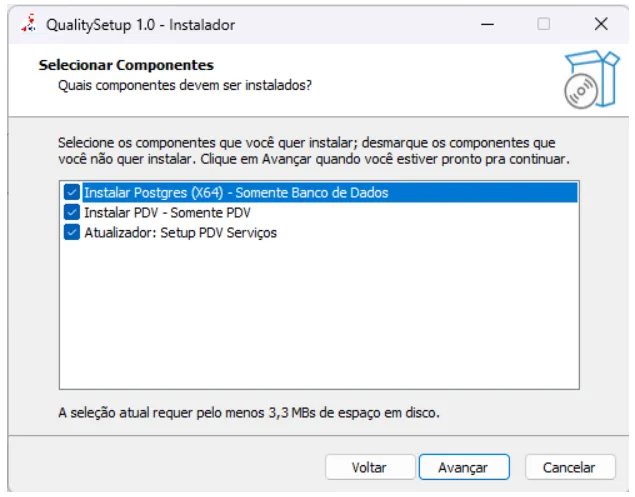 QualitySetup 1.0 - Instalador
Selecionar Componentes
Quais componentes devem ser instalados?
Selecione os componentes que você quer instalar; desmarque os componentes que
você não quer instalar. Clique em Avançar quando você estiver pronto pra continuar.
Instalar Postgres (X64) - Somente Banco de Dados
Instalar PDV - Somente PDV
Atualizador: Setup PDV Serviços
A seleção atual requer pelo menos 3,3 MBs de espaço em disco.
Voltar Avançar Cancelar